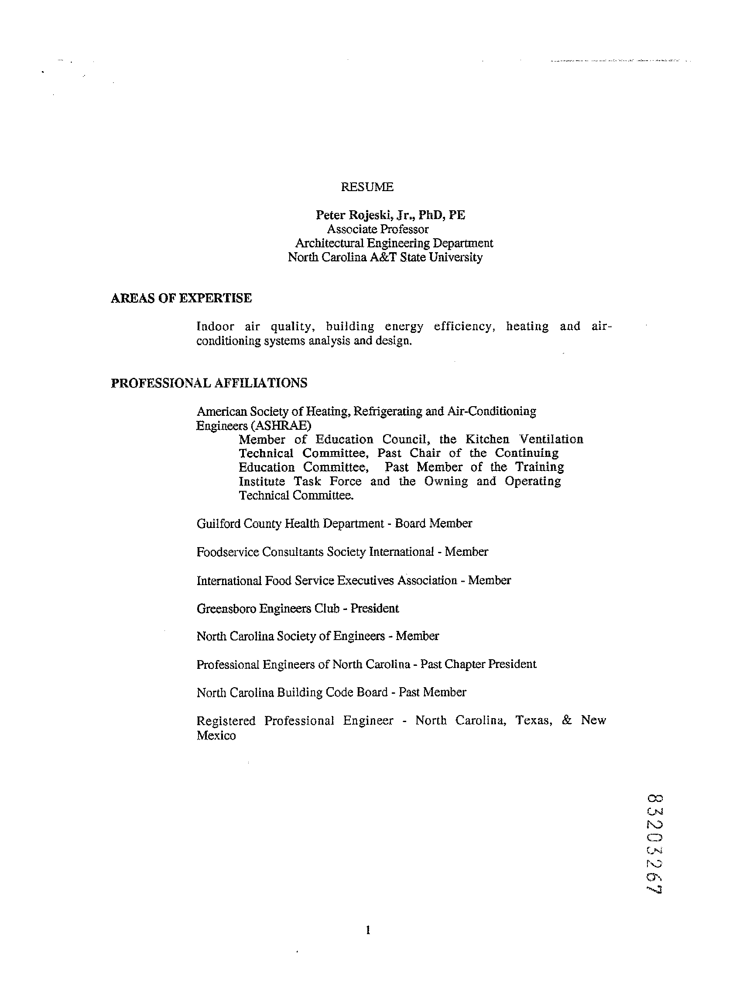 RESUME
Peter Rojeski, Jr., PhD, PE
Associate Professor
Architectural Engineering Department
North Carolina A&T State University
AREAS OF EXPERTISE
Indoor air quality, building energy efficiency, heating and air-
conditioning systems analysis and design.
PROFESSIONAL AFFILIATIONS
American Society of Heating, Refrigerating and Air-Conditioning
Engineers (ASHRAE)
Member of Education Council, the Kitchen Ventilation
Technical Committee, Past Chair of the Continuing
Education Committee, Past Member of the Training
Institute Task Force and the Owning and Operating
Technical Committee.
Guilford County Health Department - Board Member
Foodservice Consultants Society International - Member
International Food Service Executives Association - Member
Greensboro Engineers Club - President
North Carolina Society of Engineers - Member
Professional Engineers of North Carolina - Past Chapter President
North Carolina Building Code Board - Past Member
Registered Professional Engineer - North Carolina, Texas, & New
Mexico
83203267
1